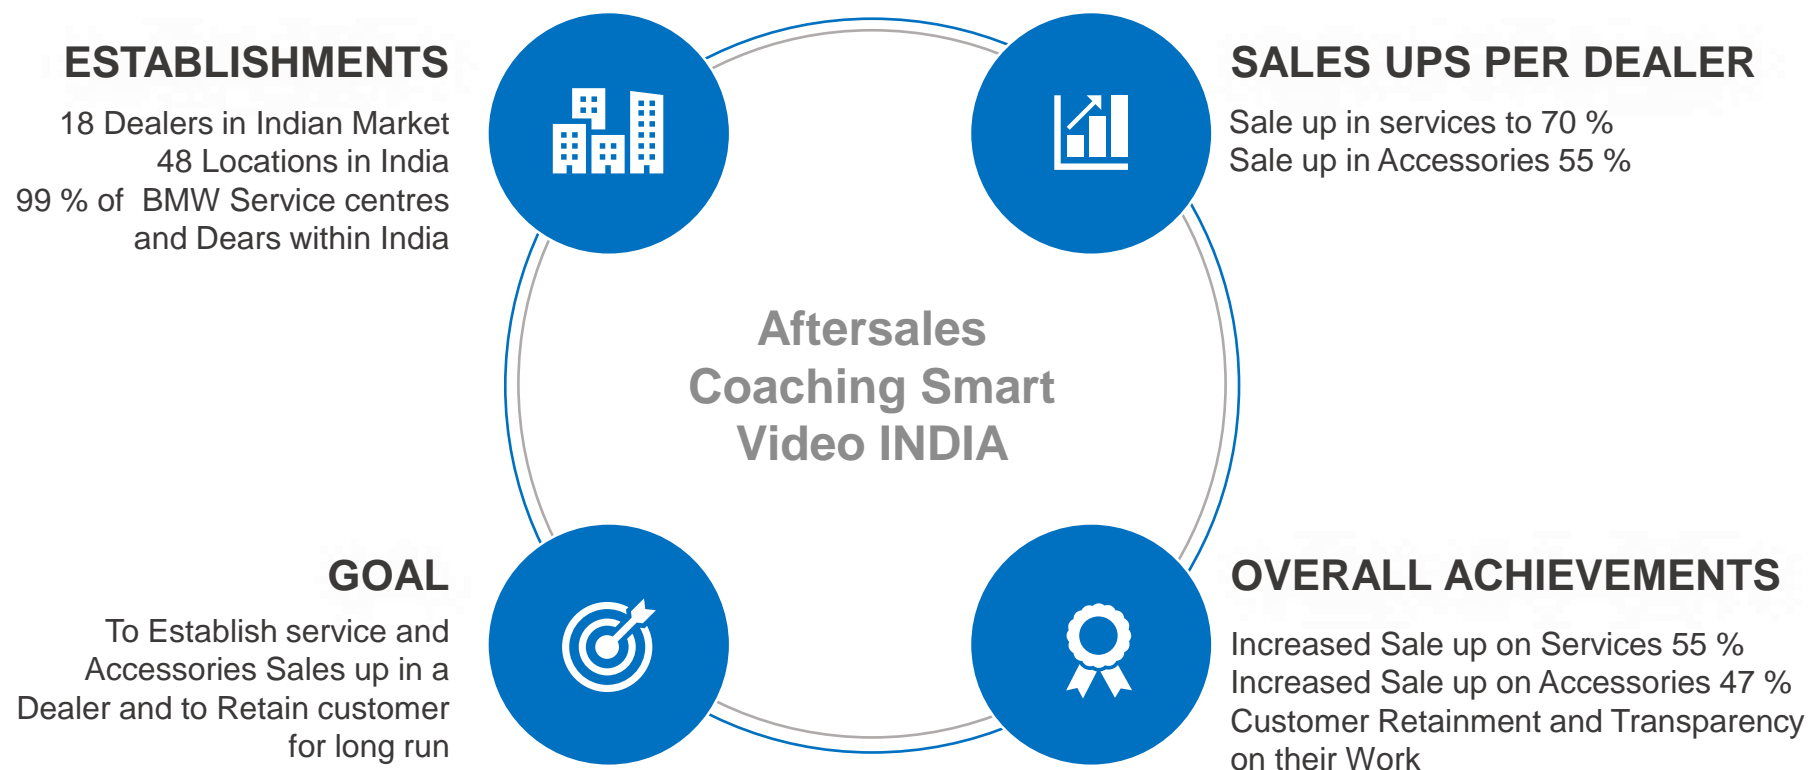 ESTABLISHMENTS
18 Dealers in Indian Market
48 Locations in India
99 % of BMW Service centres
and Dears within India
SALES UPS PER DEALER
Sale up in services to 70 %
Sale up in Accessories 55 %
Aftersales
Coaching Smart
Video INDIA
GOAL
To Establish service and
Accessories Sales up in a
Dealer and to Retain customer
for long run
OVERALL ACHIEVEMENTS
Increased Sale up on Services 55 %
Increased Sale up on Accessories 47 %
Customer Retainment and Transparency
on their Work